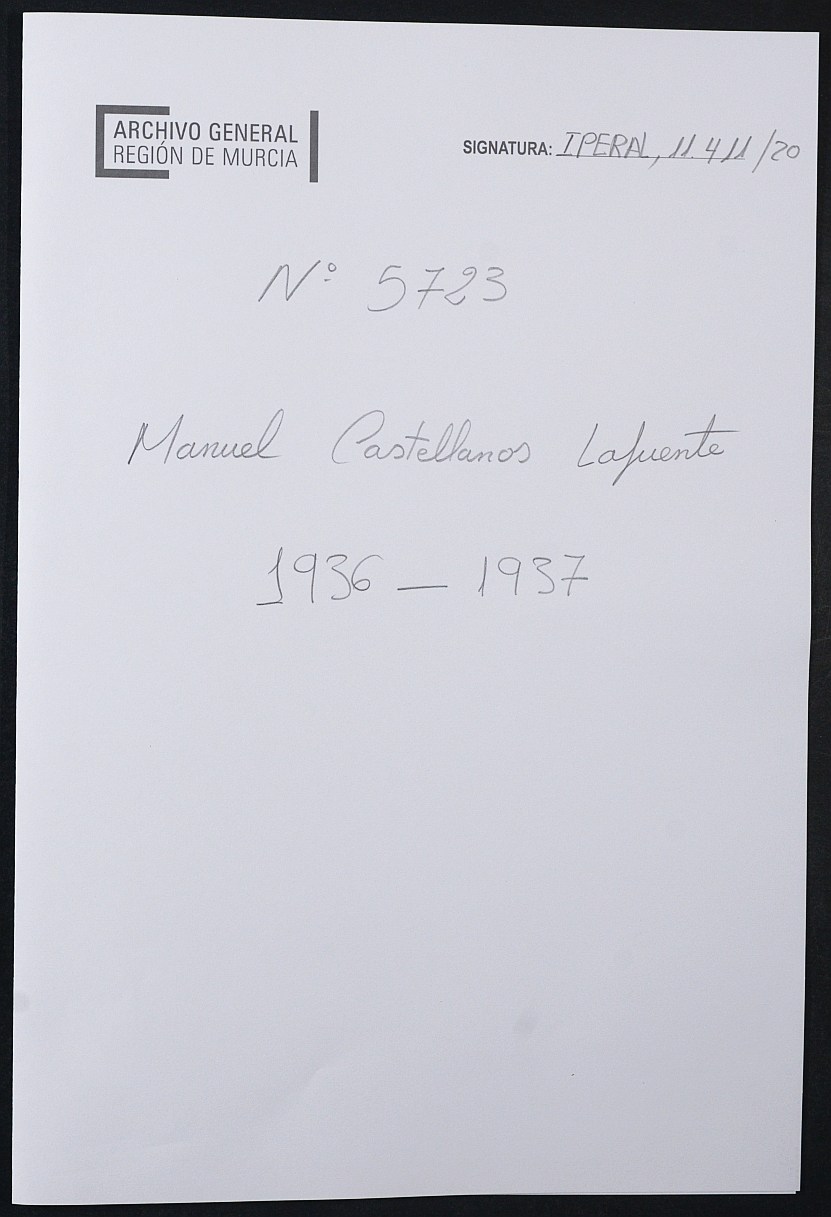 ARCHIVO GENERAL
REGIÓN DE MURCIA
SIGNATURA: IPERAL, 11.411/20
Nº 5723
Manuel Castellanos Lafuente
1936 — 1937